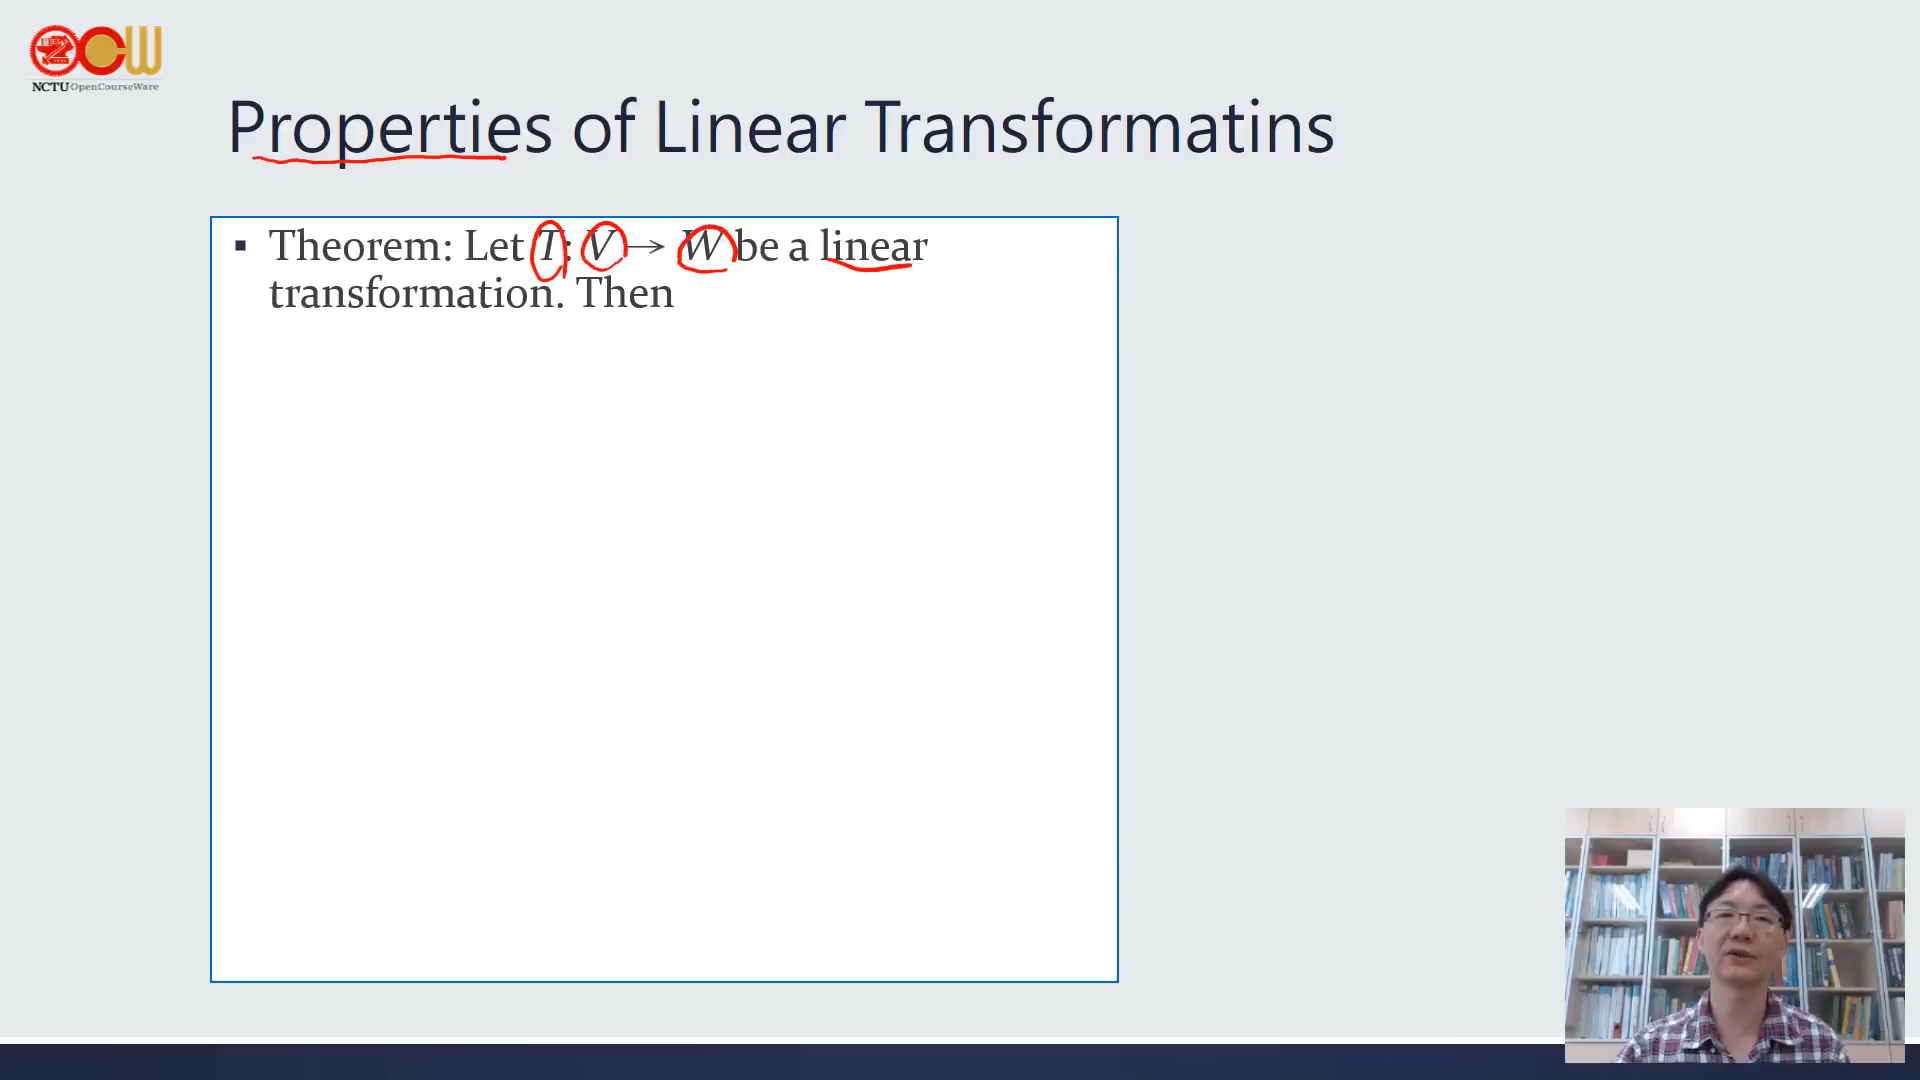 NCTU OpenCourseWare
Properties of Linear Transformatins
▪ Theorem: Let T: V → W be a linear
transformation. Then